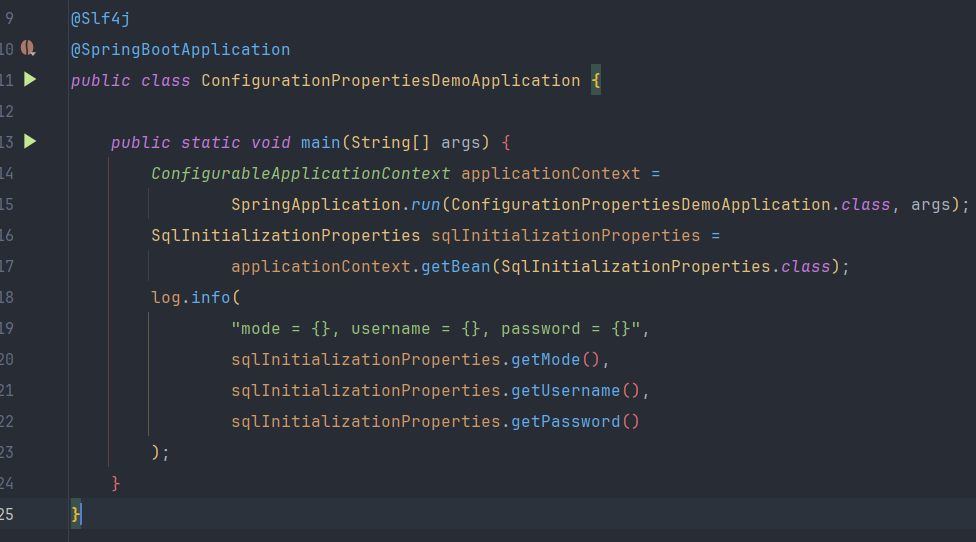 9 @Slf4j
10 @SpringBootApplication
11 public class ConfigurationPropertiesDemoApplication {
12
13 public static void main(String[] args) {
14 ConfigurableApplicationContext applicationContext =
15 SpringApplication.run(ConfigurationPropertiesDemoApplication.class, args);
16 SqlInitializationProperties sqlInitializationProperties =
17 applicationContext.getBean(SqlInitializationProperties.class);
18 log.info(
19 "mode = {}, username = {}, password = {}",
20 sqlInitializationProperties.getMode(),
21 sqlInitializationProperties.getUsername(),
22 sqlInitializationProperties.getPassword()
23 );
24 }
25 }